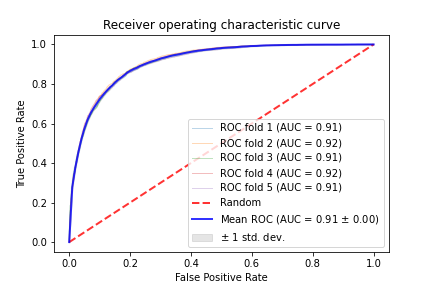 Receiver operating characteristic curve
True Positive Rate
1.0
0.8
0.6
0.4
0.2
0.0
ROC fold 1 (AUC = 0.91)
ROC fold 2 (AUC = 0.92)
ROC fold 3 (AUC = 0.91)
ROC fold 4 (AUC = 0.92)
ROC fold 5 (AUC = 0.91)
Random
Mean ROC (AUC = 0.91 ± 0.00)
± 1 std. dev.
0.0 0.2 0.4 0.6 0.8 1.0
False Positive Rate